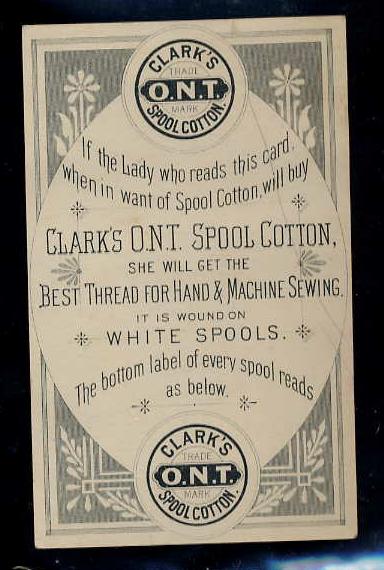 CLARK'S
TRADE
O.N.T.
MARK
SPOOL COTTON.
If the Lady who reads this card,
when in want of Spool Cotton, will buy
CLARK'S O.N.T. SPOOL COTTON,
SHE WILL GET THE
BEST THREAD FOR HAND & MACHINE SEWING.
IT IS WOUND ON
WHITE SPOOLS.
The bottom label of every spool reads
as below.
CLARK'S
TRADE
O.N.T.
MARK
SPOOL COTTON.